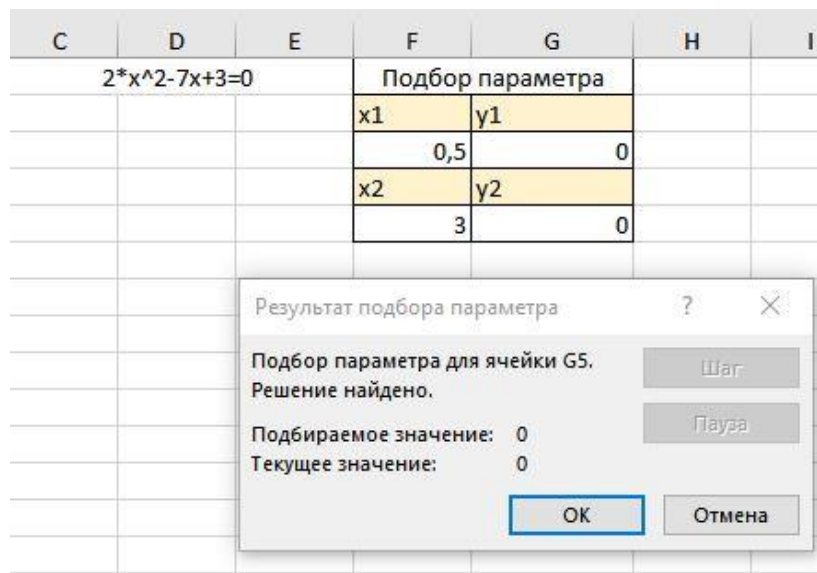 C D E F G H I
2*x^2-7x+3=0 Подбор параметра
x1 y1
0,5 0
x2 y2
3 0
Результат подбора параметра ? ×
Подбор параметра для ячейки G5. Шаг
Решение найдено.
Пауза
Подбираемое значение: 0
Текущее значение: 0
OK Отмена